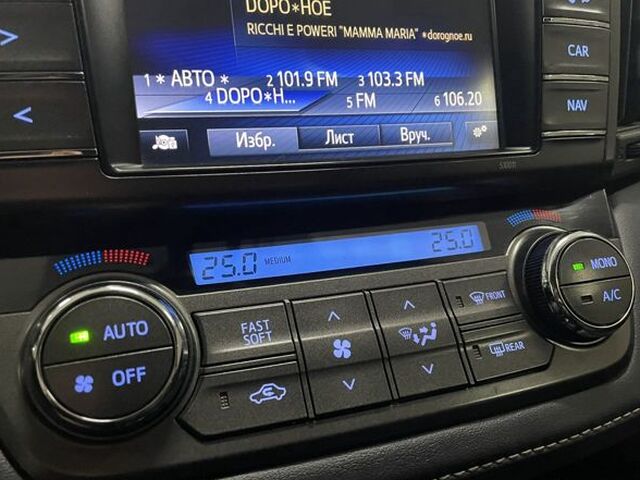 DOPO*HOE
RICCHI E POWERI "MAMMA MARIA" *dorognoe.ru
1 * ABTO * 2 101.9 FM 3 103.3 FM
4 DOPO*H... 5 FM 6 106.20
Избр. Лист Вруч.
CAR
NAV
510011
25.0 MEDIUM 25.0
AUTO
OFF
FAST
SOFT
FRONT
REAR
MONO
A/C